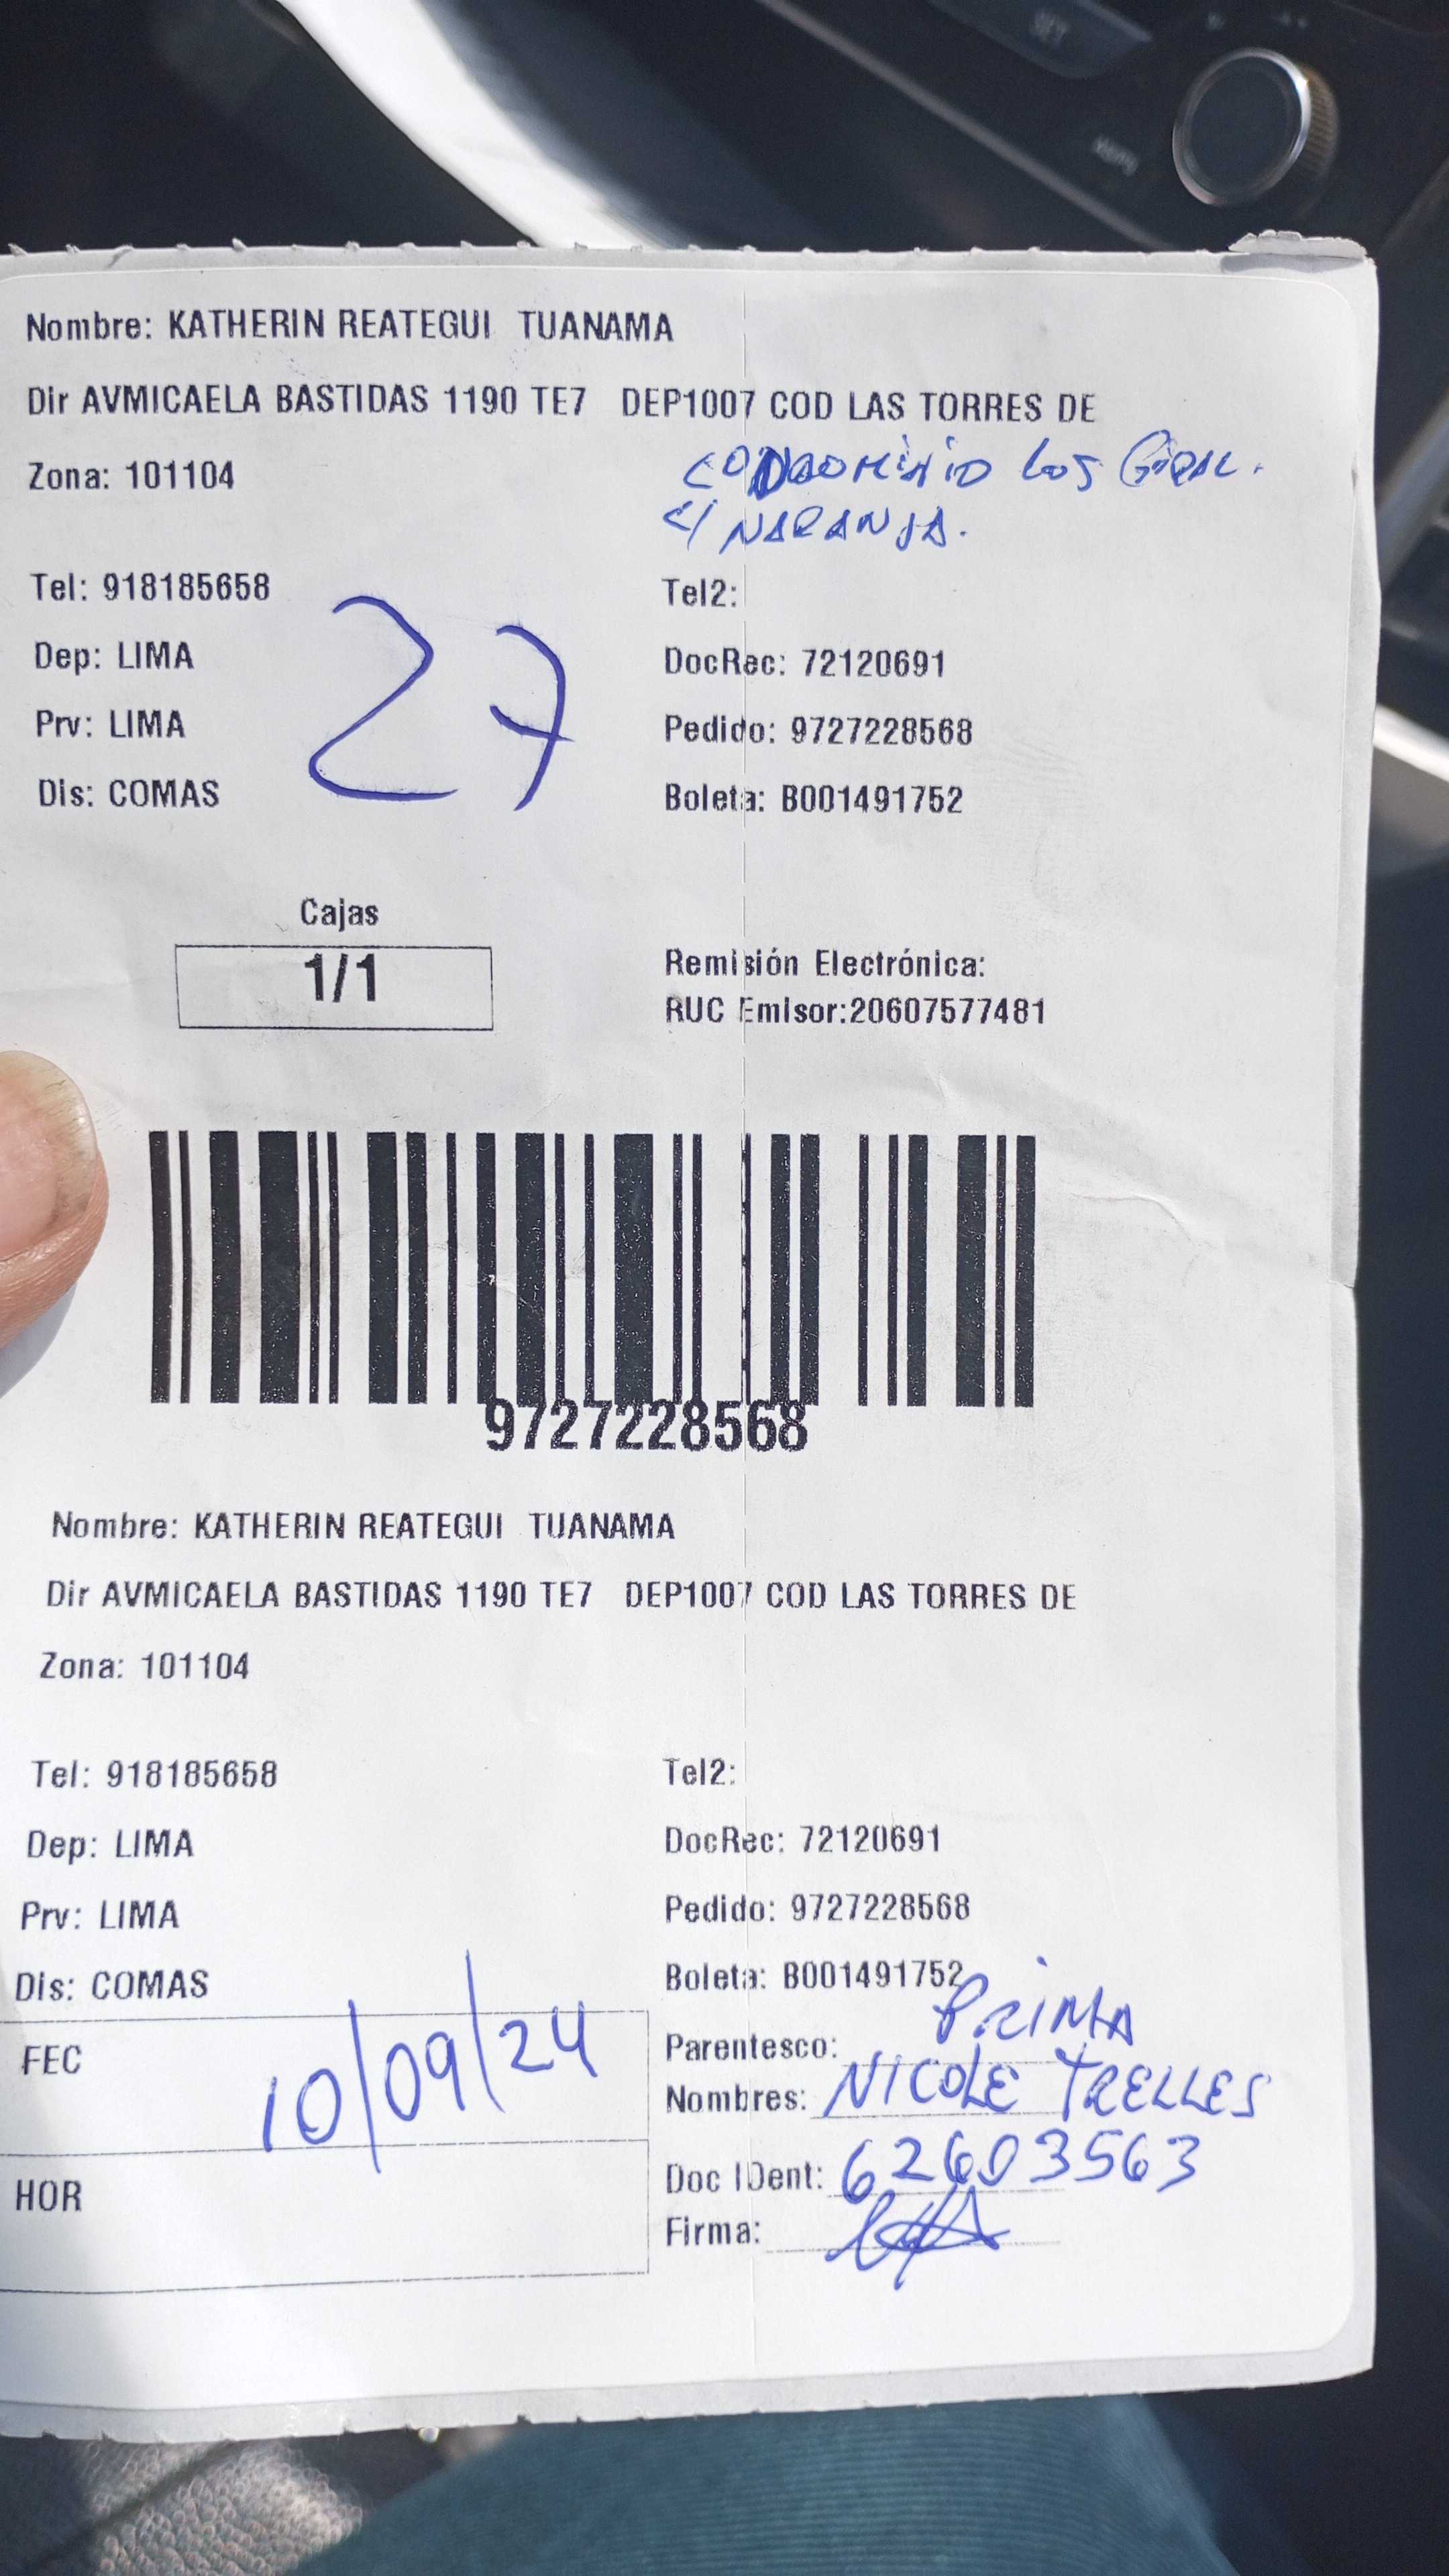 Nombre: KATHERIN REATEGUI TUANAMA
Dir AVMICAELA BASTIDAS 1190 TE7 DEP1007 COD LAS TORRES DE
Zona: 101104
CONDOMINIO LOS
NARANJA.
Tel: 918185658 Tel2:
27
Dep: LIMA DocRec: 72120691
Prv: LIMA Pedido: 9727228568
Dis: COMAS Boleta: B001491752
Cajas
1/1
Remisión Electrónica:
RUC Emisor:20607577481
9727228568
Nombre: KATHERIN REATEGUI TUANAMA
Dir AVMICAELA BASTIDAS 1190 TE7 DEP1007 COD LAS TORRES DE
Zona: 101104
Tel: 918185658 Tel2:
Dep: LIMA DocRec: 72120691
Prv: LIMA Pedido: 9727228568
Dis: COMAS Boleta: B001491752
FEC 10/09/24
Parentesco: PRIMA
Nombres: NICOLE TRELLES
HOR
Doc IDent: 62603563
Firma: